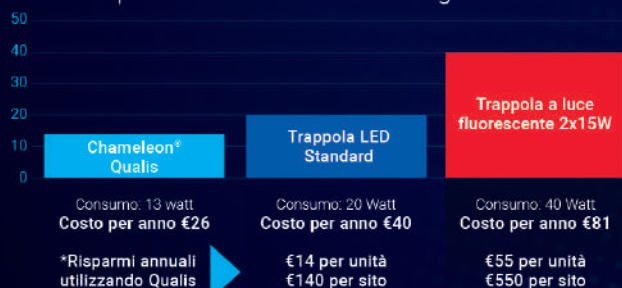 50
40
30
20
10
0
Chameleon®
Qualis
Trappola LED
Standard
Trappola a luce
fluorescente 2x15W
Consumo: 13 watt
Costo per anno €26
Consumo: 20 Watt
Costo per anno €40
Consumo: 40 Watt
Costo per anno €81
*Risparmi annuali
utilizzando Qualis
€14 per unità
€140 per sito
€55 per unità
€550 per sito